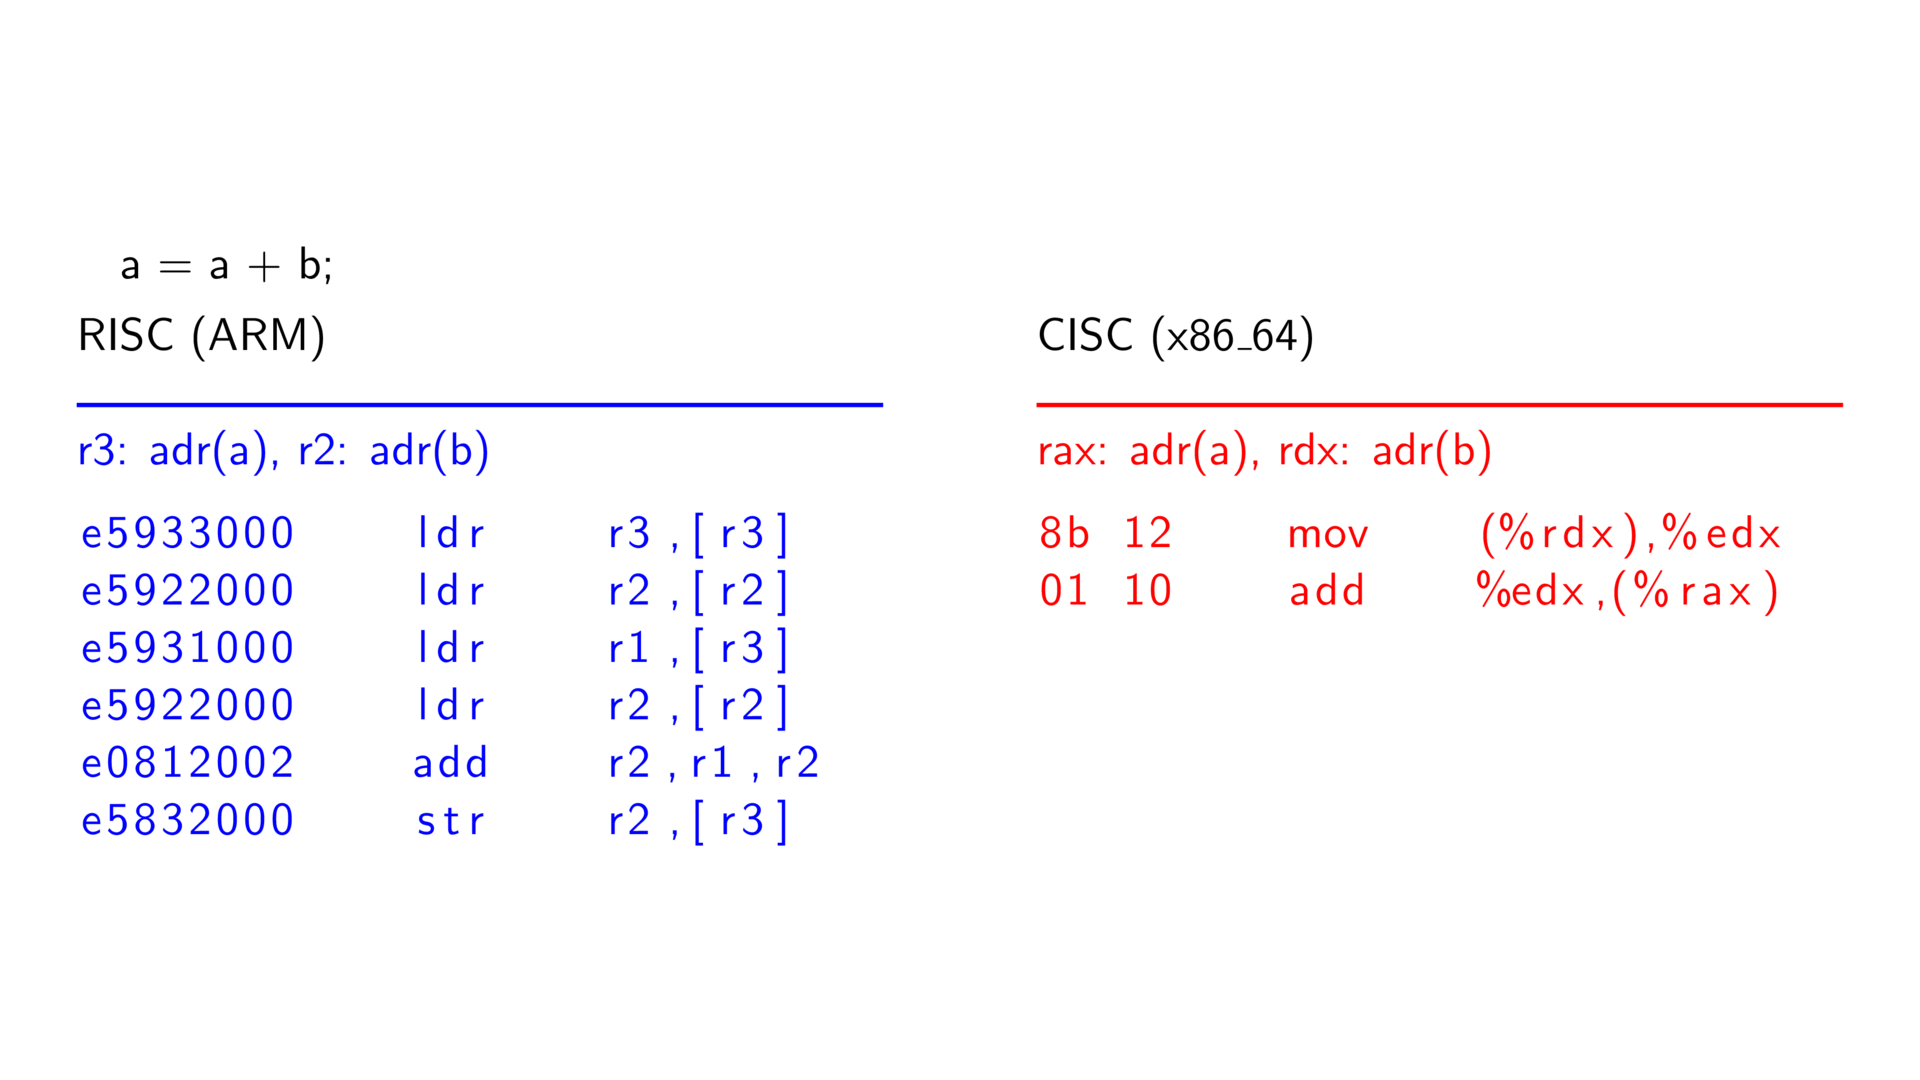 a = a + b;
RISC (ARM)
r3: adr(a), r2: adr(b)
e5933000 ldr r3,[r3]
e5922000 ldr r2,[r2]
e5931000 ldr r1,[r3]
e5922000 ldr r2,[r2]
e0812002 add r2,r1,r2
e5832000 str r2,[r3]
CISC (x86_64)
rax: adr(a), rdx: adr(b)
8b 12 mov (%rdx),%edx
01 10 add %edx,(%rax)